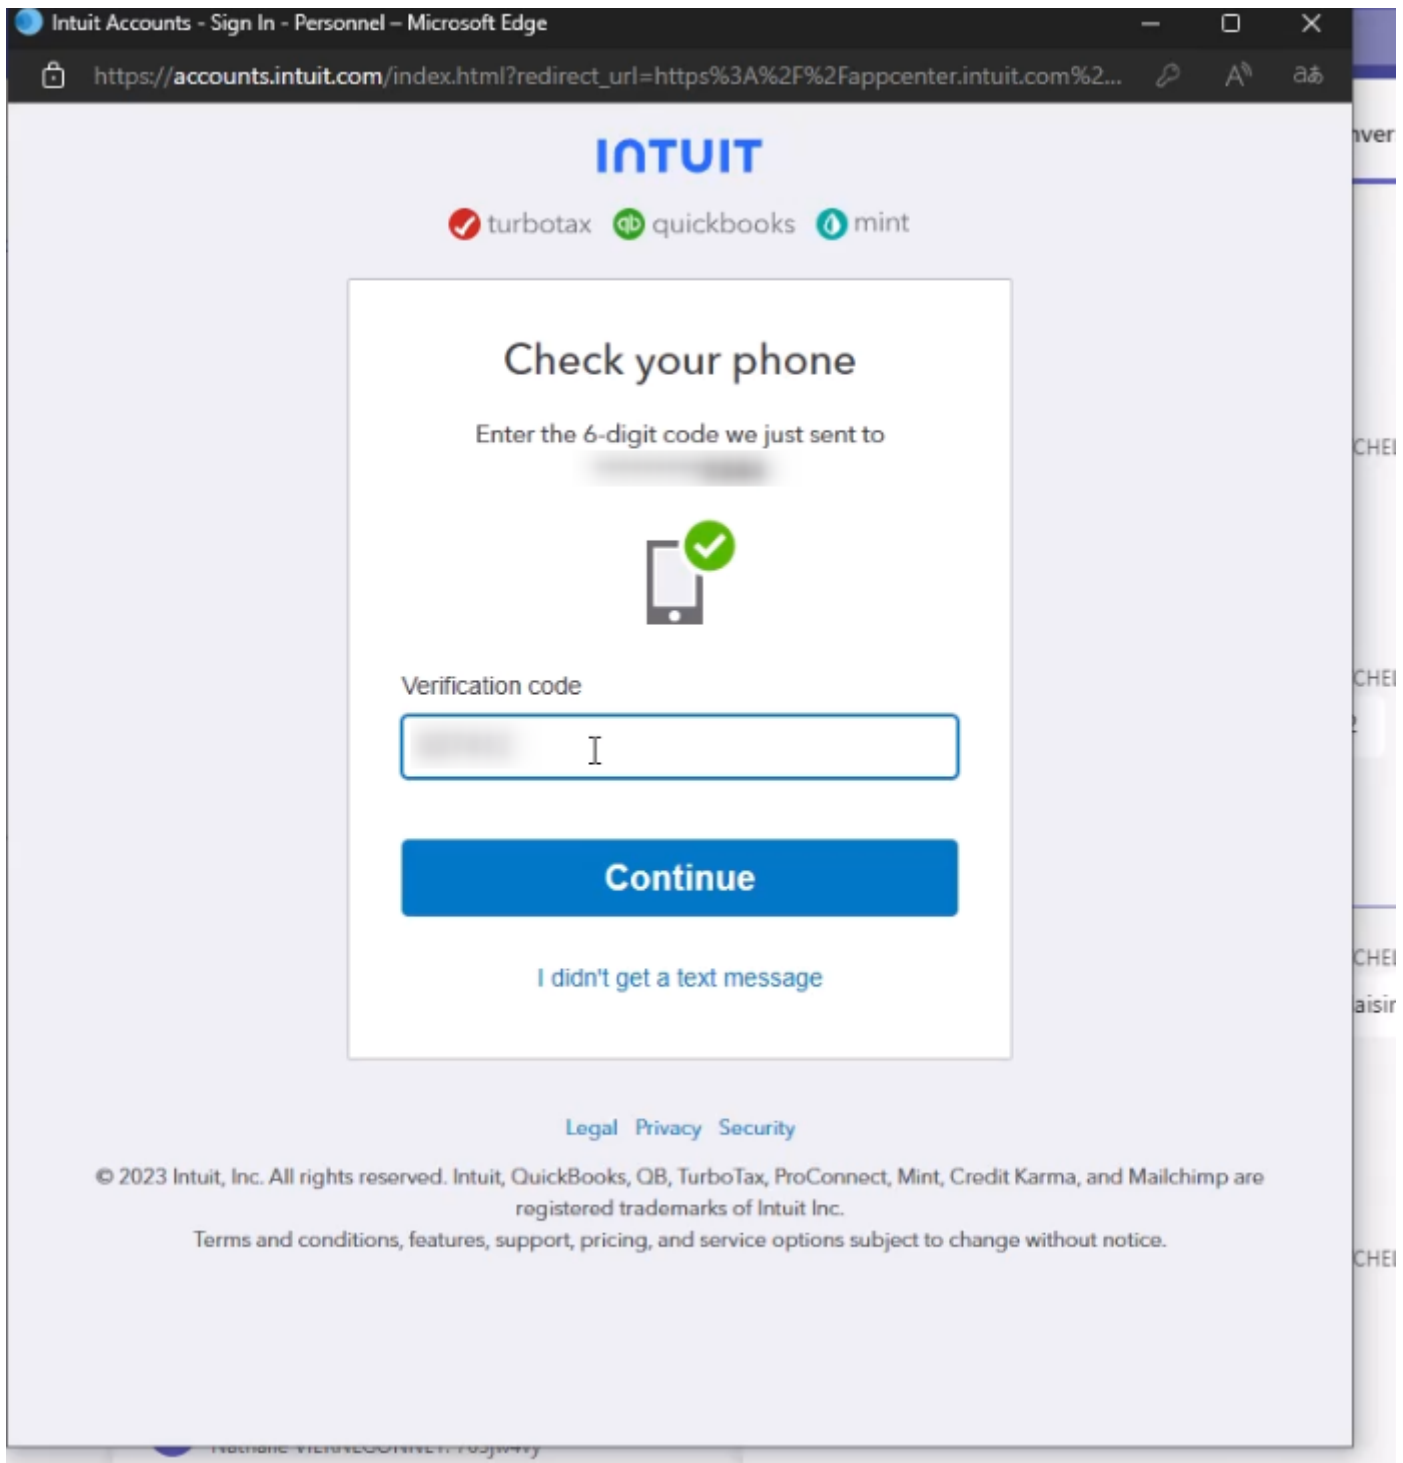 Intuit Accounts - Sign In - Personnel – Microsoft Edge
https://accounts.intuit.com/index.html?redirect_url=https%3A%2F%2Fappcenter.intuit.com%2...
INTUIT
turbotax quickbooks mint
Check your phone
Enter the 6-digit code we just sent to
Verification code
Continue
I didn't get a text message
Legal Privacy Security
© 2023 Intuit, Inc. All rights reserved. Intuit, QuickBooks, QB, TurboTax, ProConnect, Mint, Credit Karma, and Mailchimp are
registered trademarks of Intuit Inc.
Terms and conditions, features, support, pricing, and service options subject to change without notice.